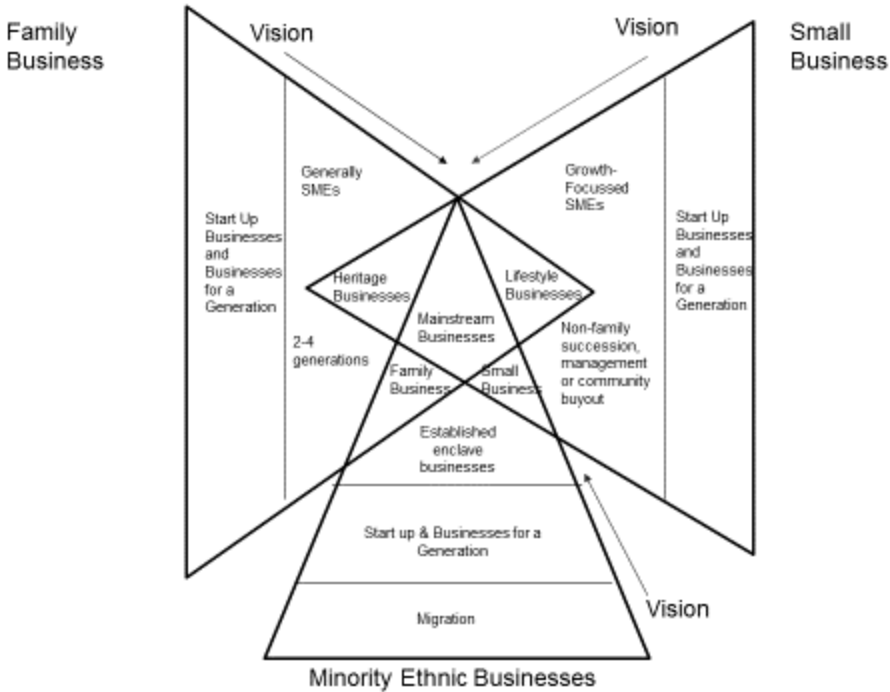 Family
Business
Vision
Vision
Small
Business
Generally
SMEs
Growth-
Focussed
SMEs
Start Up
Businesses
and
Businesses
for a
Generation
Start Up
Businesses
and
Businesses
for a
Generation
Heritage
Businesses
Lifestyle
Businesses
Mainstream
Businesses
2-4
generations
Non-family
succession,
management
or community
buyout
Family
Business
Small
Business
Established
enclave
businesses
Start up & Businesses for a
Generation
Vision
Migration
Minority Ethnic Businesses